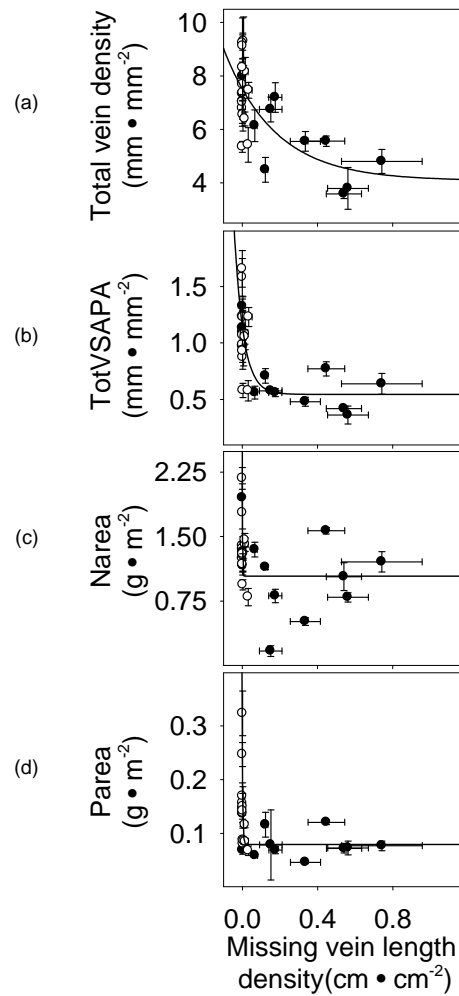 (a)
Total vein density
(mm • mm-2)
10
8
6
4
(b)
TotVSAPA
(mm • mm-2)
1.5
1.0
0.5
(c)
Narea
(g • m-2)
2.25
1.50
0.75
(d)
Parea
(g • m-2)
0.3
0.2
0.1
0.0 0.4 0.8
Missing vein length
density(cm • cm-2)